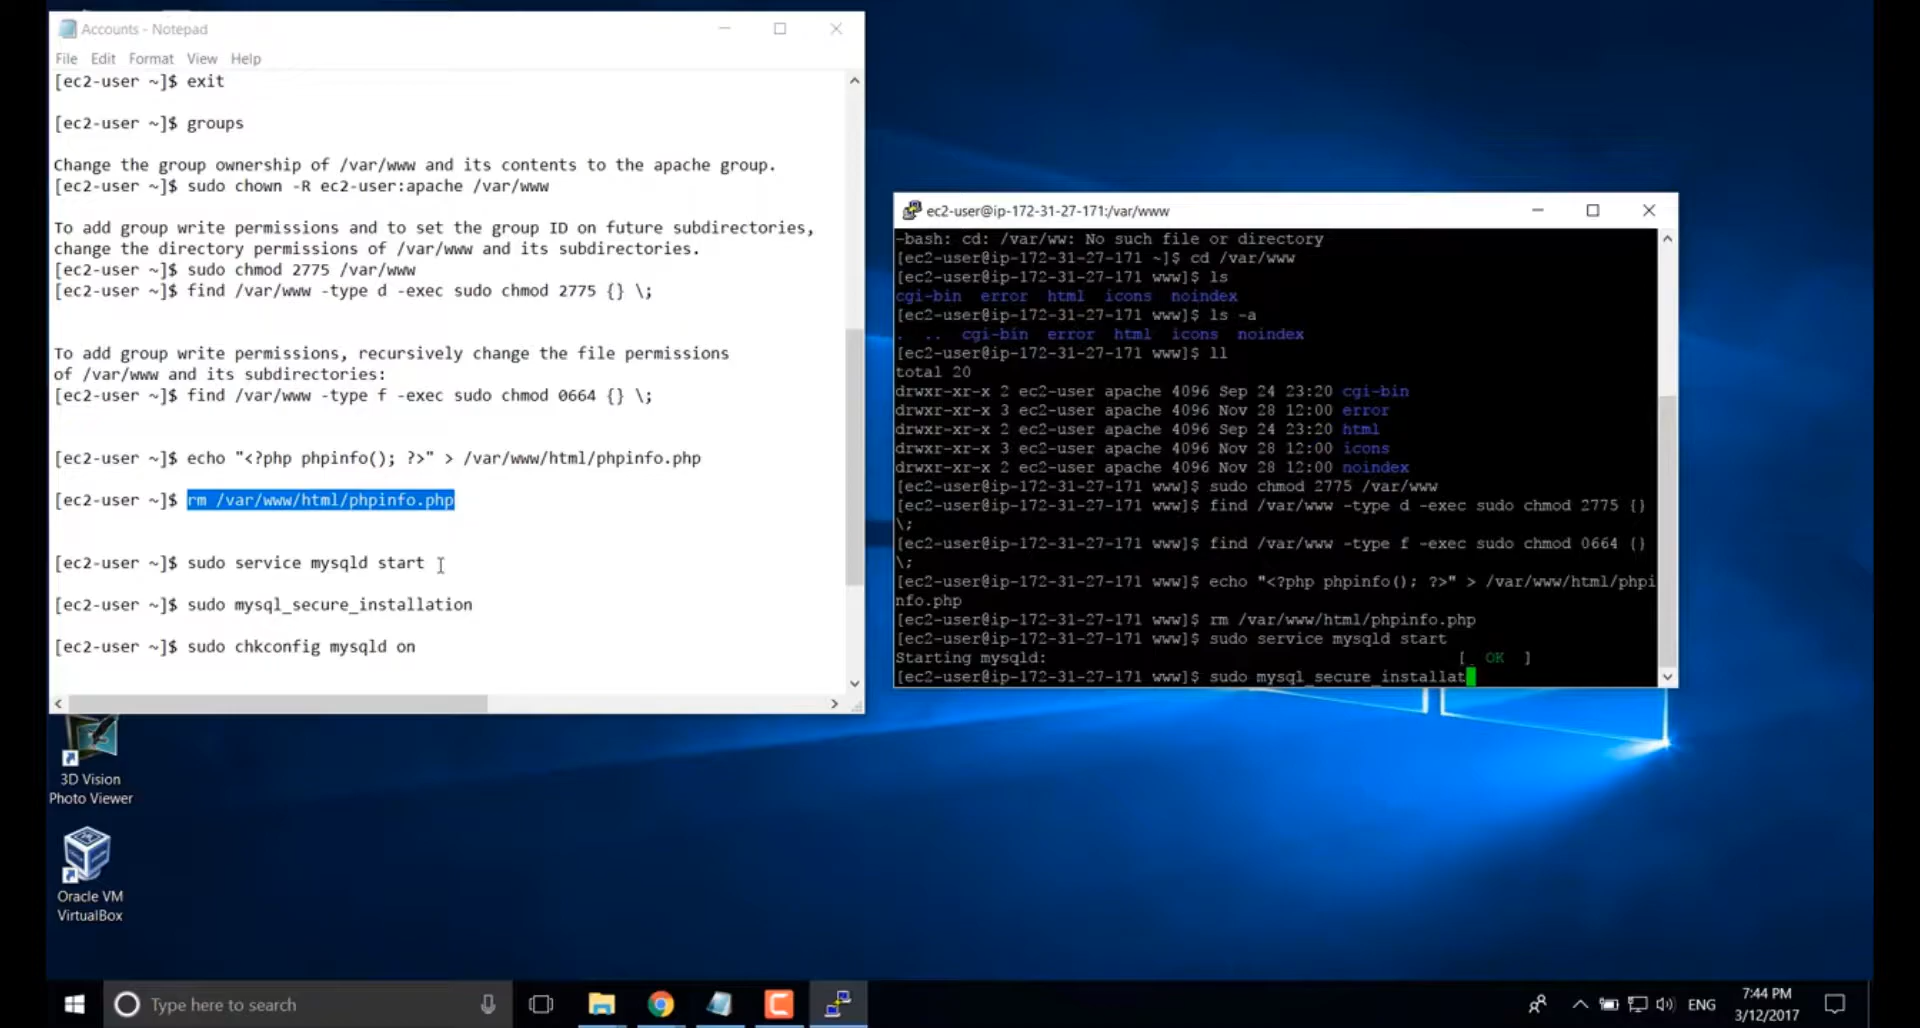 Accounts - Notepad
File Edit Format View Help
[ec2-user ~]$ exit
[ec2-user ~]$ groups
Change the group ownership of /var/www and its contents to the apache group.
[ec2-user ~]$ sudo chown -R ec2-user:apache /var/www
To add group write permissions and to set the group ID on future subdirectories,
change the directory permissions of /var/www and its subdirectories.
[ec2-user ~]$ sudo chmod 2775 /var/www
[ec2-user ~]$ find /var/www -type d -exec sudo chmod 2775 {} \;
To add group write permissions, recursively change the file permissions
of /var/www and its subdirectories:
[ec2-user ~]$ find /var/www -type f -exec sudo chmod 0664 {} \;
[ec2-user ~]$ echo "<?php phpinfo(); ?>" > /var/www/html/phpinfo.php
[ec2-user ~]$ rm /var/www/html/phpinfo.php
[ec2-user ~]$ sudo service mysqld start
[ec2-user ~]$ sudo mysql_secure_installation
[ec2-user ~]$ sudo chkconfig mysqld on
ec2-user@ip-172-31-27-171:/var/www
-bash: cd: /var/ww: No such file or directory
[ec2-user@ip-172-31-27-171 ~]$ cd /var/www
[ec2-user@ip-172-31-27-171 www]$ ls
cgi-bin error html icons noindex
[ec2-user@ip-172-31-27-171 www]$ ls -a
. .. cgi-bin error html icons noindex
[ec2-user@ip-172-31-27-171 www]$ ll
total 20
drwxr-xr-x 2 ec2-user apache 4096 Sep 24 23:20 cgi-bin
drwxr-xr-x 3 ec2-user apache 4096 Nov 28 12:00 error
drwxr-xr-x 2 ec2-user apache 4096 Sep 24 23:20 html
drwxr-xr-x 3 ec2-user apache 4096 Nov 28 12:00 icons
drwxr-xr-x 2 ec2-user apache 4096 Nov 28 12:00 noindex
[ec2-user@ip-172-31-27-171 www]$ sudo chmod 2775 /var/www
[ec2-user@ip-172-31-27-171 www]$ find /var/www -type d -exec sudo chmod 2775 {}
\;
[ec2-user@ip-172-31-27-171 www]$ find /var/www -type f -exec sudo chmod 0664 {}
\;
[ec2-user@ip-172-31-27-171 www]$ echo "<?php phpinfo(); ?>" > /var/www/html/phpi
nfo.php
[ec2-user@ip-172-31-27-171 www]$ rm /var/www/html/phpinfo.php
[ec2-user@ip-172-31-27-171 www]$ sudo service mysqld start
Starting mysqld: [ OK ]
[ec2-user@ip-172-31-27-171 www]$ sudo mysql_secure_installat
3D Vision
Photo Viewer
Oracle VM
VirtualBox
Type here to search
ENG
7:44 PM
3/12/2017